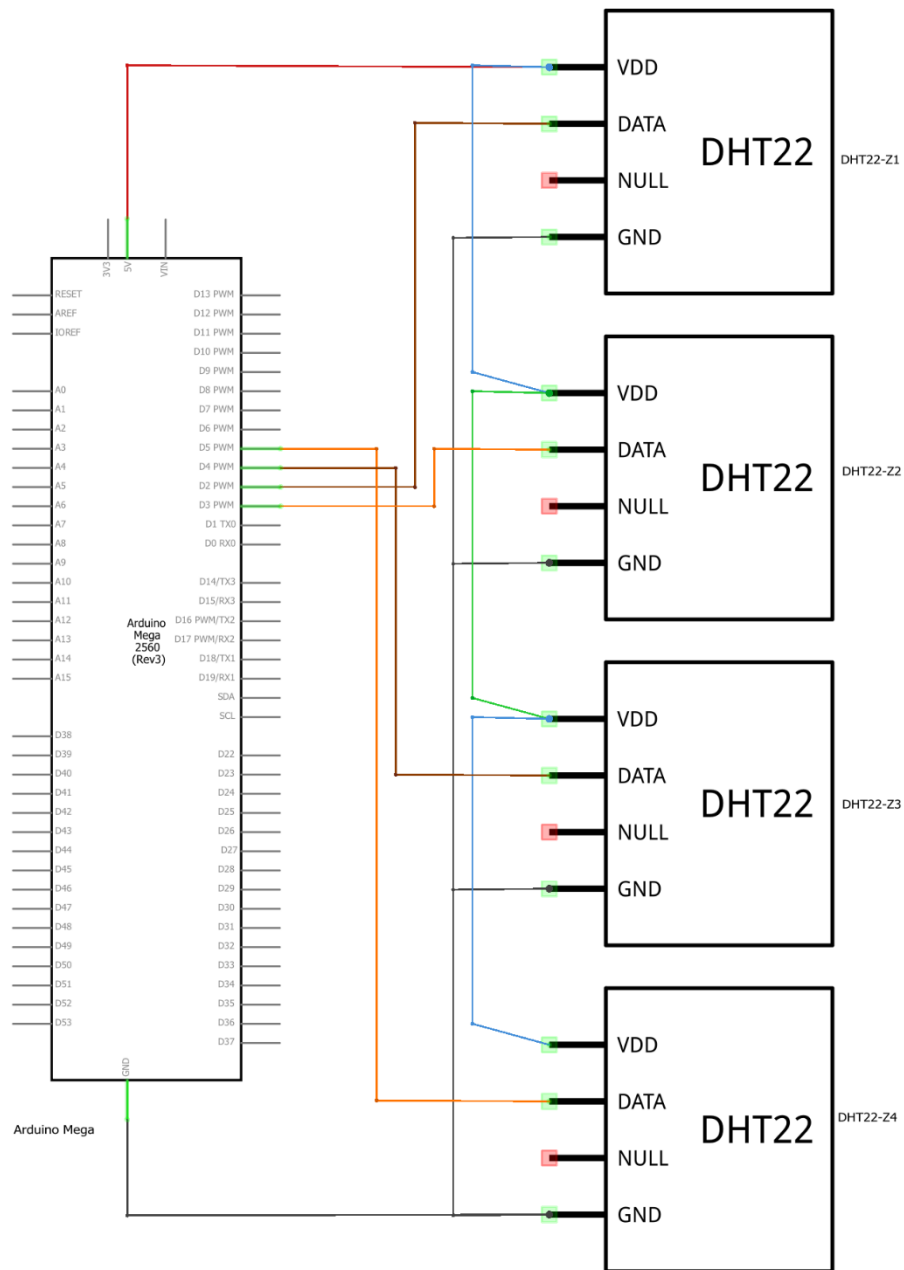 3V3
V5
VIN
RESET
AREF
IOREF
A0
A1
A2
A3
A4
A5
A6
A7
A8
A9
A10
A11
A12
A13
A14
A15
D38
D39
D40
D41
D42
D43
D44
D45
D46
D47
D48
D49
D50
D51
D52
D53
D13 PWM
D12 PWM
D11 PWM
D10 PWM
D9 PWM
D8 PWM
D7 PWM
D6 PWM
D5 PWM
D4 PWM
D2 PWM
D3 PWM
D1 TX0
D0 RX0
D14/TX3
D15/RX3
D16 PWM/TX2
D17 PWM/RX2
D18/TX1
D19/RX1
SDA
SCL
D22
D23
D24
D25
D26
D27
D28
D29
D30
D31
D32
D33
D34
D35
D36
D37
Arduino
Mega
2560
(Rev3)
GND
Arduino Mega
VDD
DATA
NULL
GND
DHT22
DHT22-Z1
VDD
DATA
NULL
GND
DHT22
DHT22-Z2
VDD
DATA
NULL
GND
DHT22
DHT22-Z3
VDD
DATA
NULL
GND
DHT22
DHT22-Z4